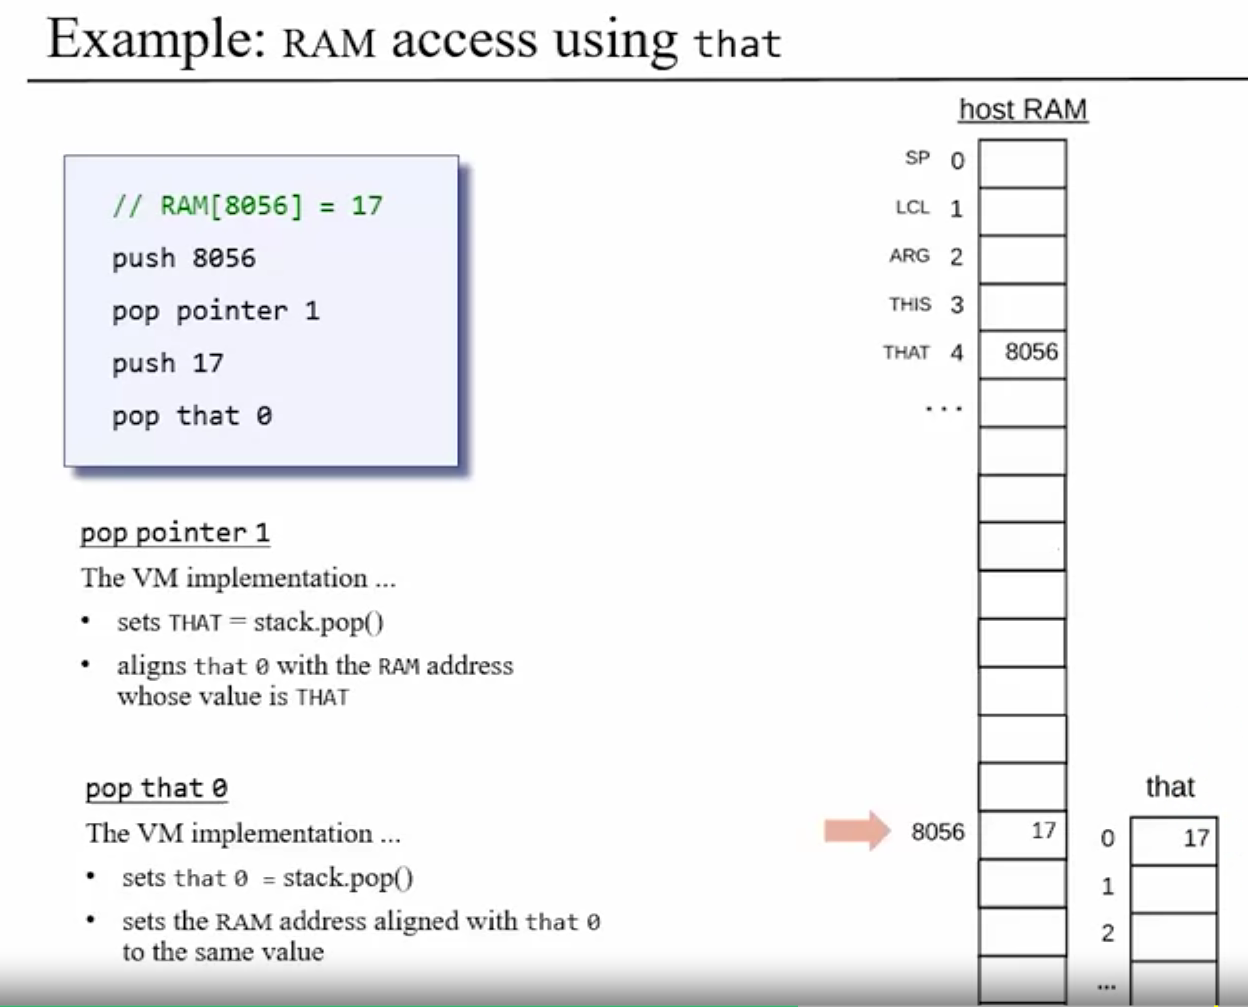 Example: RAM access using that
// RAM[8056] = 17
push 8056
pop pointer 1
push 17
pop that 0
pop pointer 1
The VM implementation ...
• sets THAT = stack.pop()
• aligns that 0 with the RAM address
whose value is THAT
pop that 0
The VM implementation ...
• sets that 0 = stack.pop()
• sets the RAM address aligned with that 0
to the same value
host RAM
SP 0
LCL 1
ARG 2
THIS 3
THAT 4 8056
...
that
8056 17 0 17
1
2
...